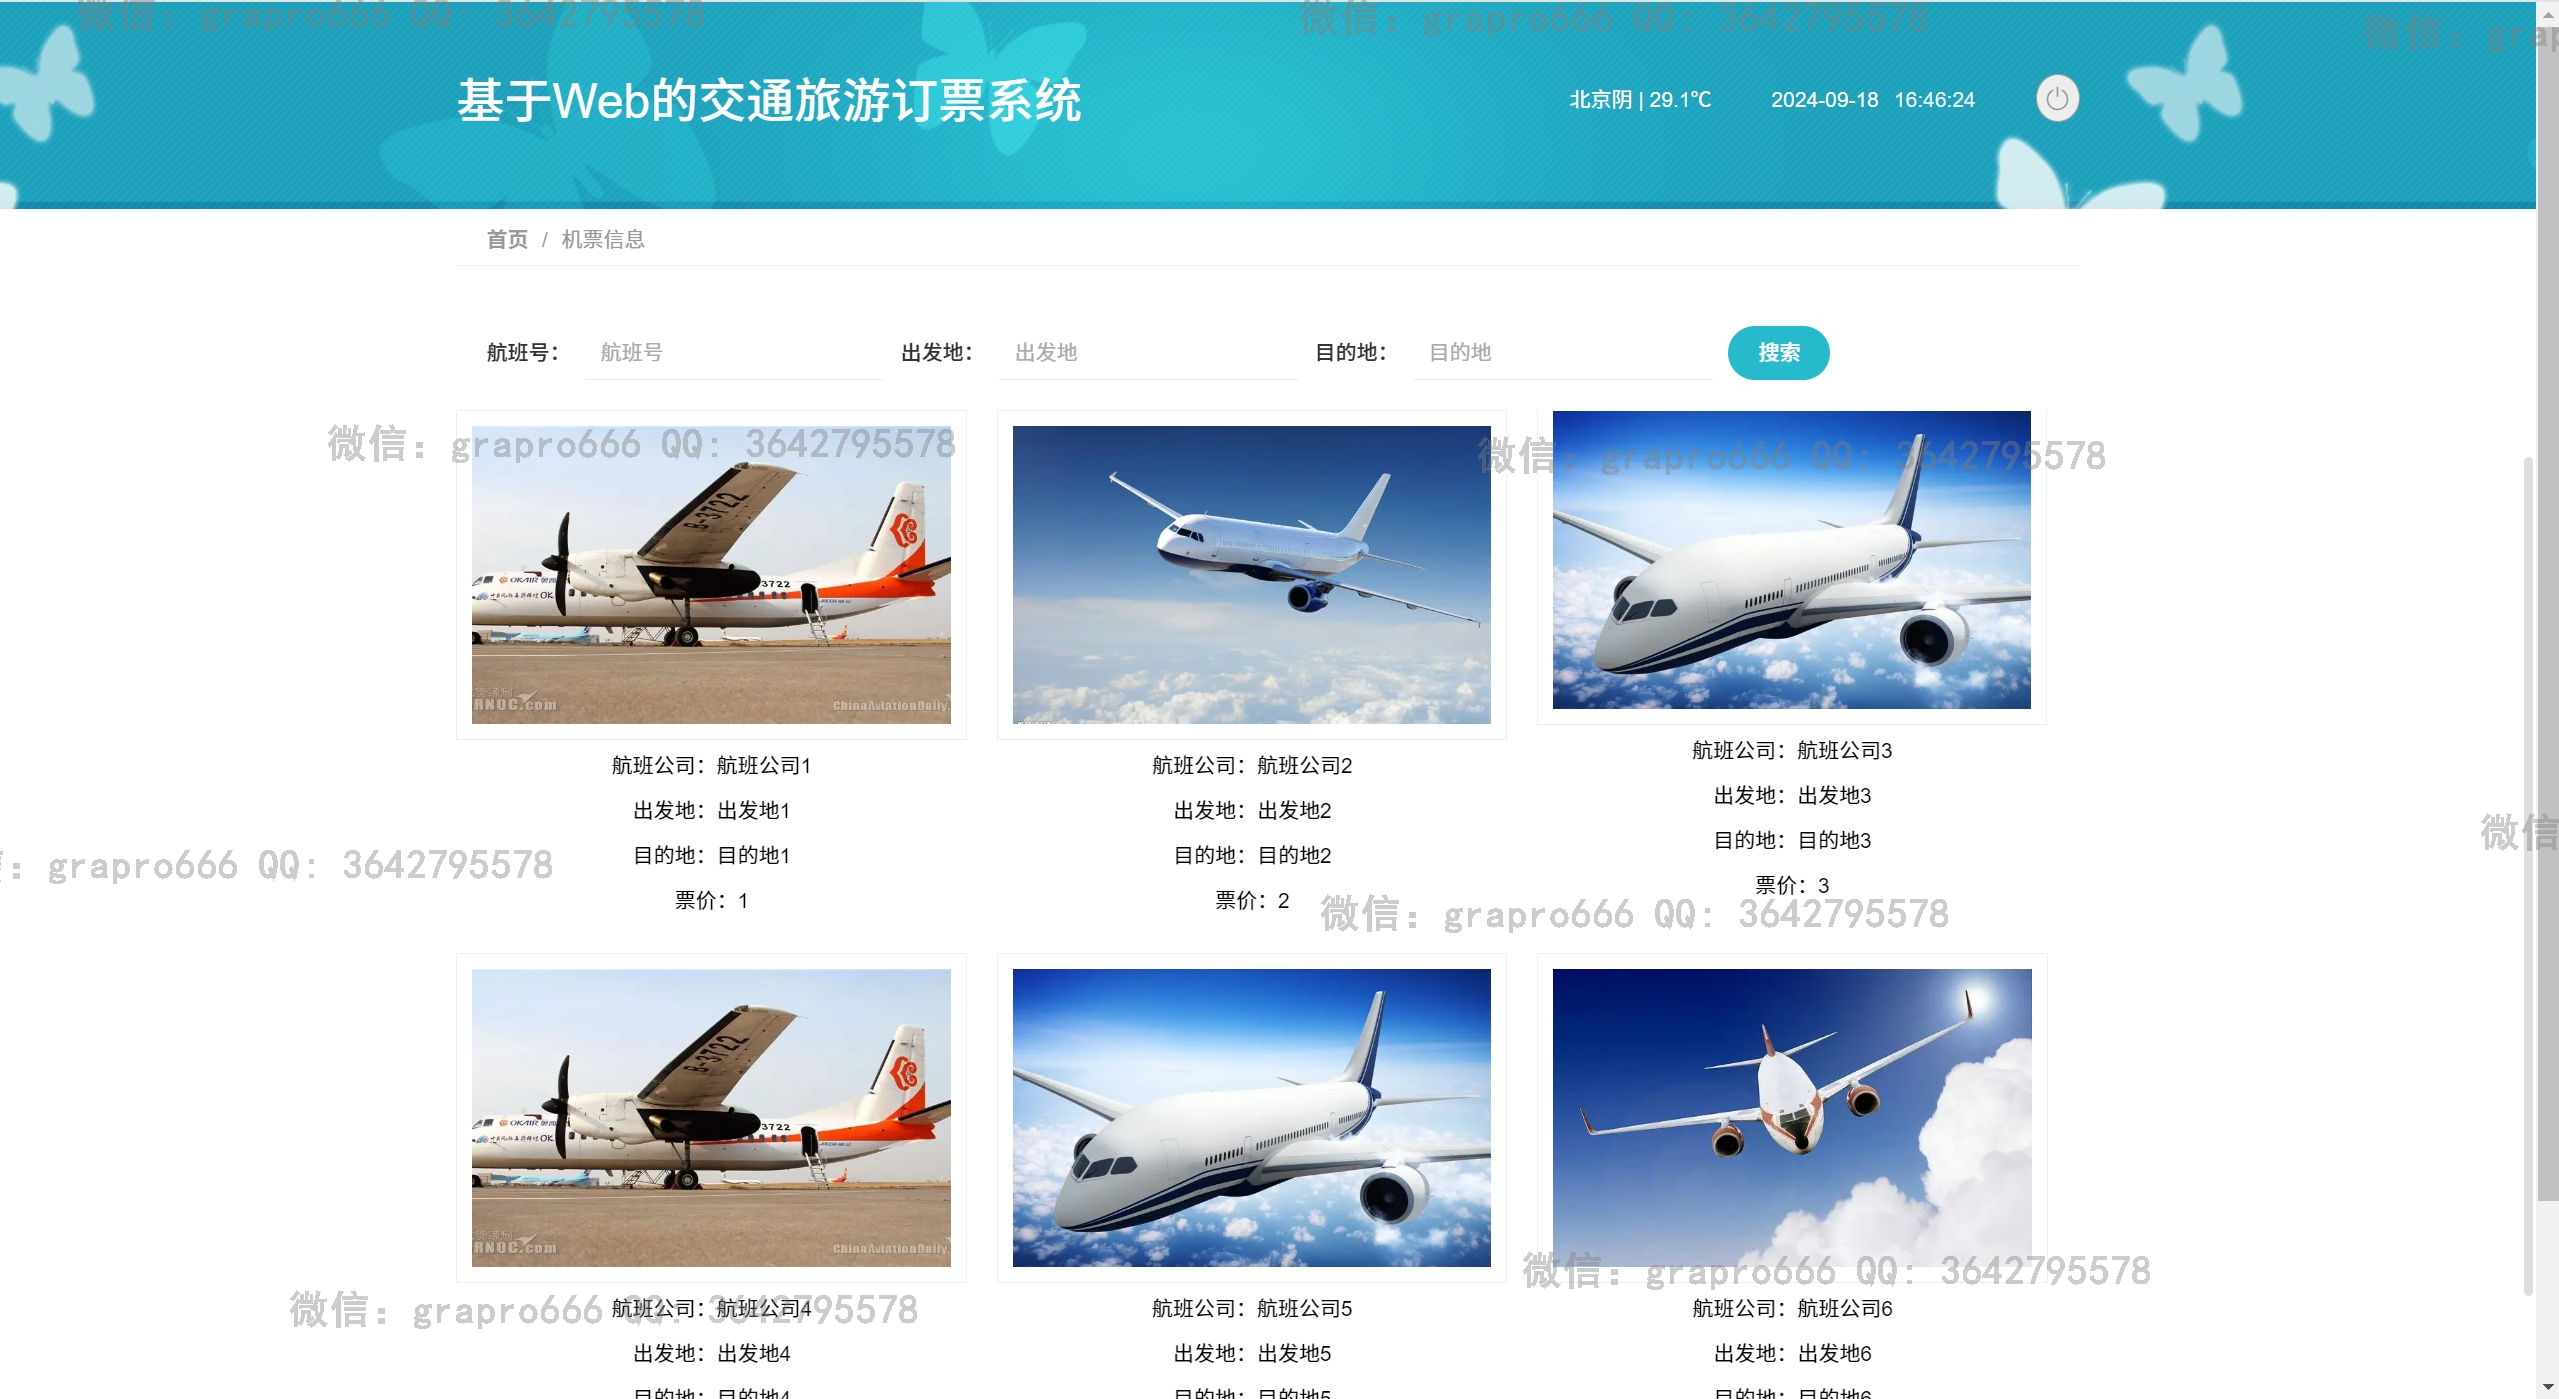 微信：grapro666 QQ: 3642795578
微信：grapro666 QQ: 3642795578
微信：grap
基于Web的交通旅游订票系统
北京阴 | 29.1℃ 2024-09-18 16:46:24
首页 / 机票信息
航班号： 航班号 出发地： 出发地 目的地： 目的地 搜索
微信：grapro666 QQ: 3642795578
微信：grapro666 QQ: 3642795578
B-3722
OKAIR
OK
3722
RNOC.com
ChinaAviationDaily.
航班公司：航班公司1
出发地：出发地1
目的地：目的地1
票价：1
航班公司：航班公司2
出发地：出发地2
目的地：目的地2
票价：2
航班公司：航班公司3
出发地：出发地3
目的地：目的地3
票价：3
微信
：grapro666 QQ: 3642795578
微信：grapro666 QQ: 3642795578
B-3722
OKAIR
OK
3722
RNOC.com
ChinaAviationDaily.
微信：grapro666 QQ: 3642795578
微信：grapro666 QQ: 3642795578
航班公司：航班公司4
出发地：出发地4
目的地：目的地4
航班公司：航班公司5
出发地：出发地5
目的地：目的地5
航班公司：航班公司6
出发地：出发地6
目的地：目的地6